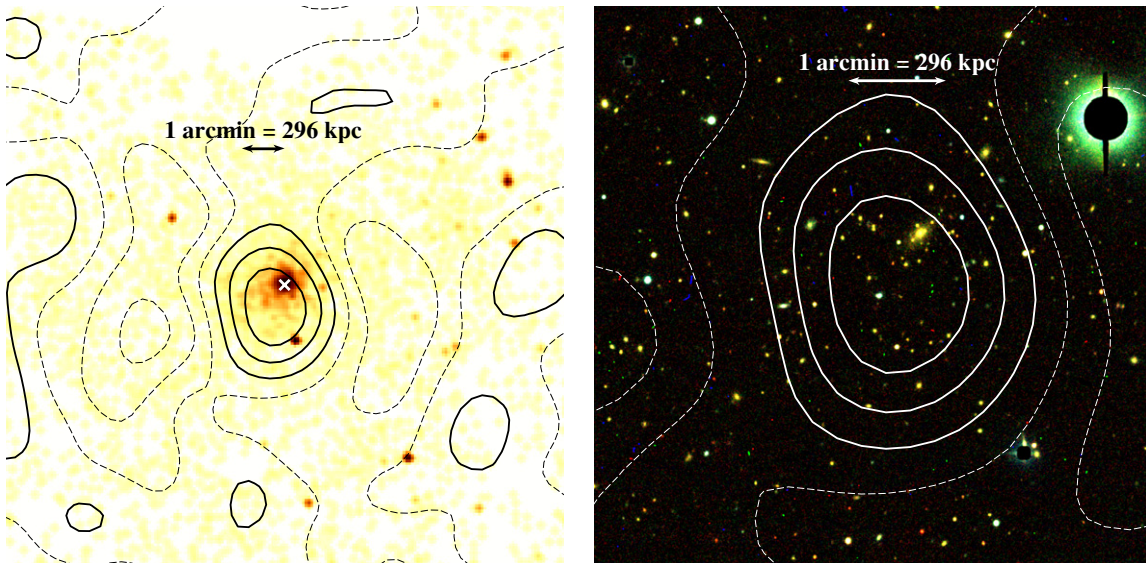 1 arcmin = 296 kpc
1 arcmin = 296 kpc